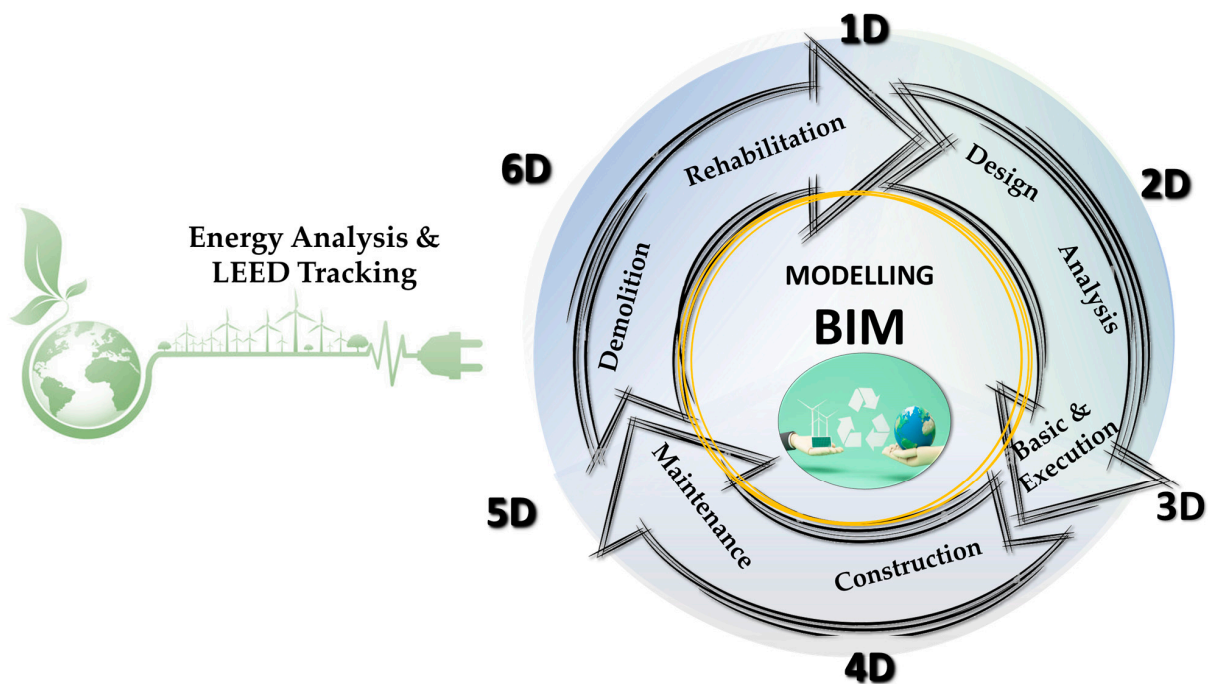 Energy Analysis &
LEED Tracking
1D
2D
3D
4D
5D
6D
Rehabilitation
Design
Analysis
Basic &
Execution
Construction
Maintenance
Demolition
MODELLING
BIM